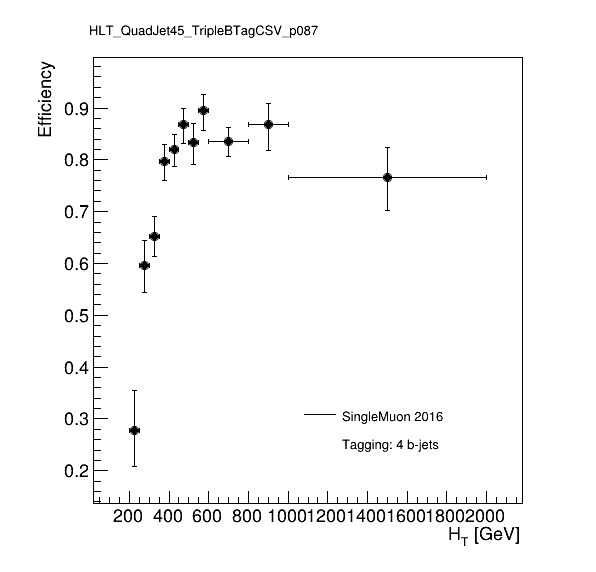 HLT_QuadJet45_TripleBTagCSV_p087
Efficiency
0.9
0.8
0.7
0.6
0.5
0.4
0.3
0.2
SingleMuon 2016
Tagging: 4 b-jets
200 400 600 800 1000 1200 1400 1600 1800 2000
H_T [GeV]